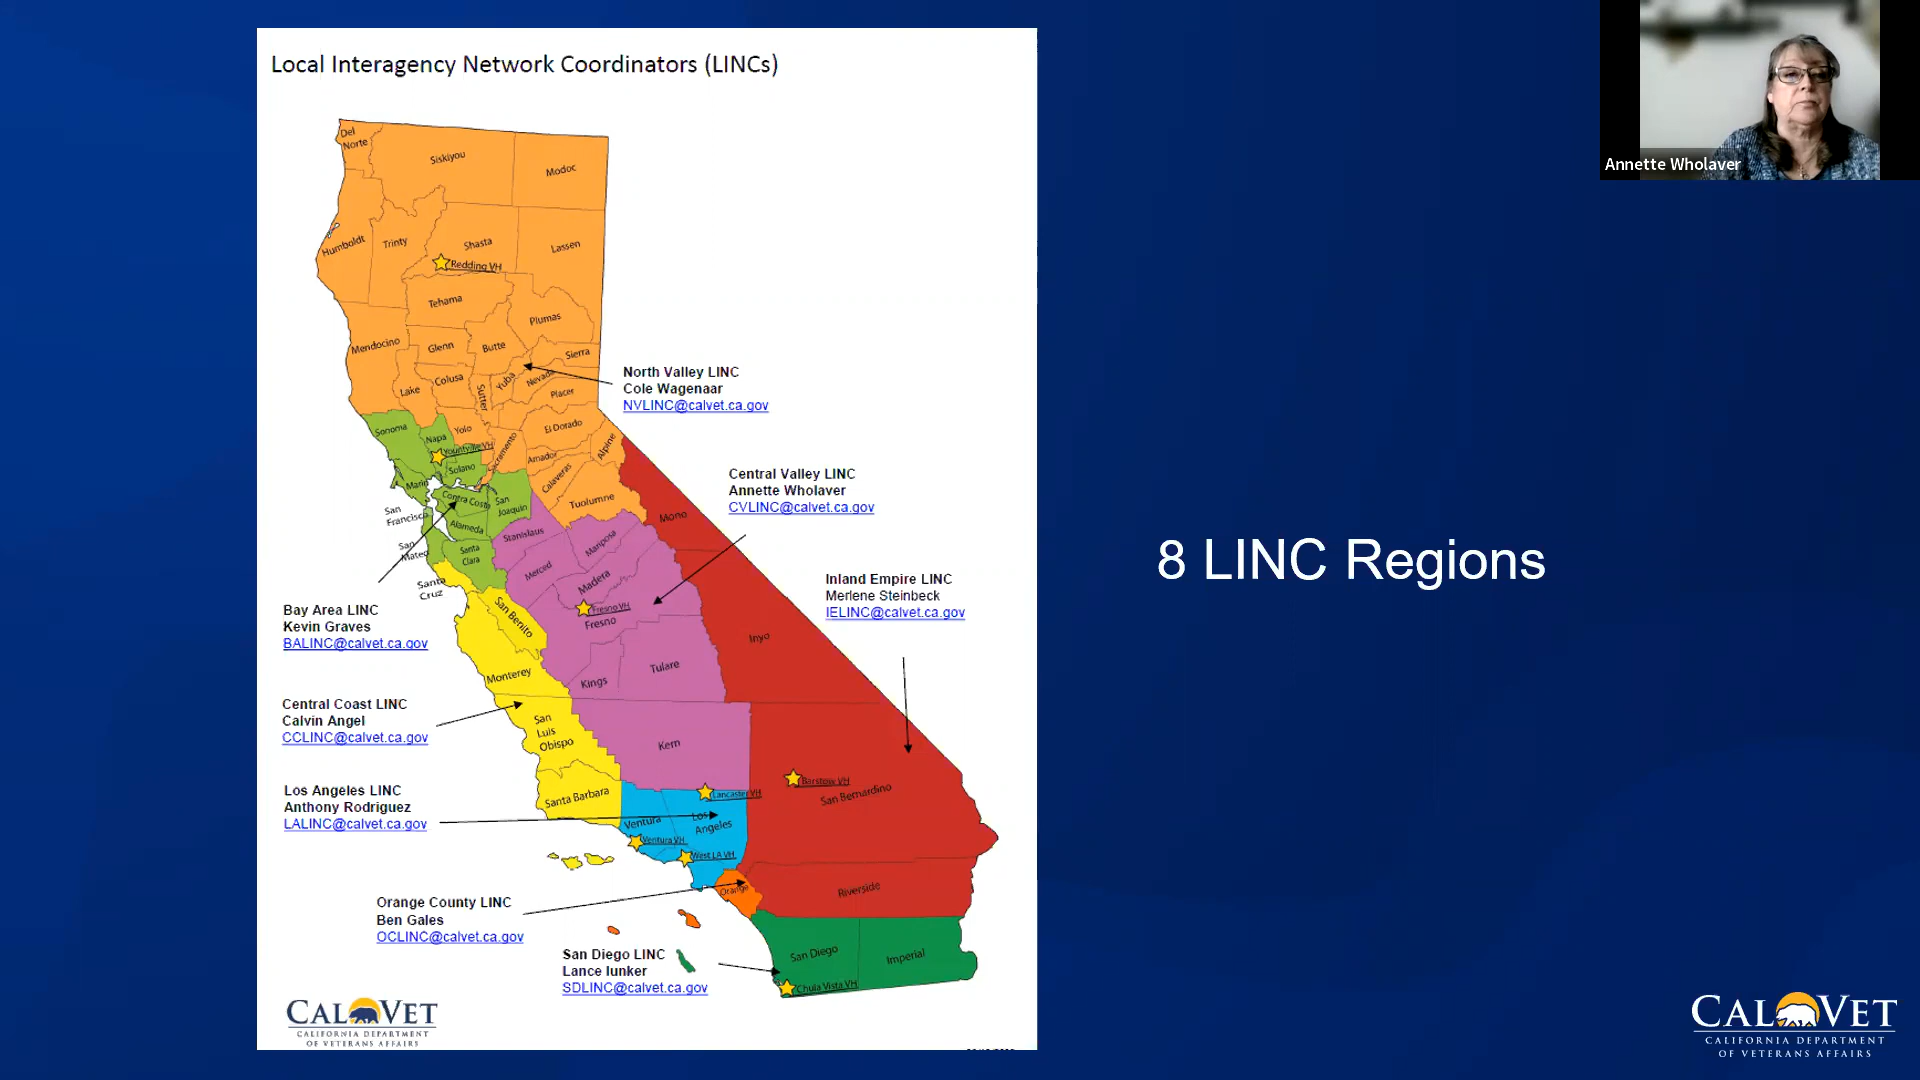 Local Interagency Network Coordinators (LINCs)
Del
Norte
Siskiyou
Modoc
Humboldt
Trinty
Shasta
Lassen
Redding VH
Tehama
Plumas
Mendocino
Glenn
Butte
Sierra
Lake
Colusa
Sutter
Yuba
Nevada
Placer
North Valley LINC
Cole Wagenaar
NVLINC@calvet.ca.gov
Sonoma
Napa
Yolo
Yountville VH
Solano
Sacramento
El Dorado
Amador
Alpine
Calaveras
Tuolumne
Marin
Contra Costa
San
Joaquin
San
Francisco
Alameda
San
Mateo
Santa
Clara
Santa
Cruz
Stanislaus
Mono
Central Valley LINC
Annette Wholaver
CVLINC@calvet.ca.gov
Merced
Mariposa
Madera
Fresno VH
Fresno
San Benito
Inyo
Inland Empire LINC
Merlene Steinbeck
IELINC@calvet.ca.gov
Bay Area LINC
Kevin Graves
BALINC@calvet.ca.gov
Monterey
Kings
Tulare
Central Coast LINC
Calvin Angel
CCLINC@calvet.ca.gov
San
Luis
Obispo
Kern
Los Angeles LINC
Anthony Rodriguez
LALINC@calvet.ca.gov
Santa Barbara
Ventura
Los
Angeles
Lancaster VH
Ventura VH
West LA VH
Barstow VH
San Bernardino
Orange
Riverside
Orange County LINC
Ben Gales
OCLINC@calvet.ca.gov
San Diego LINC
Lance Iunker
SDLINC@calvet.ca.gov
San Diego
Imperial
Chula Vista VH
CALVET
CALIFORNIA DEPARTMENT
OF VETERANS AFFAIRS
8 LINC Regions
Annette Wholaver
CALVET
CALIFORNIA DEPARTMENT
OF VETERANS AFFAIRS